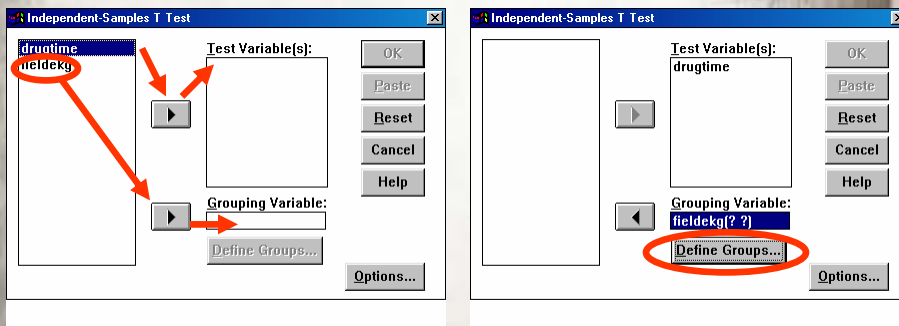 Independent-Samples T Test
drugtime
fieldekg
Test Variable(s):
OK
Paste
Reset
Cancel
Help
Grouping Variable:
Define Groups...
Options...
Independent-Samples T Test
Test Variable(s):
drugtime
OK
Paste
Reset
Cancel
Help
Grouping Variable:
fieldekg(? ?)
Define Groups...
Options...